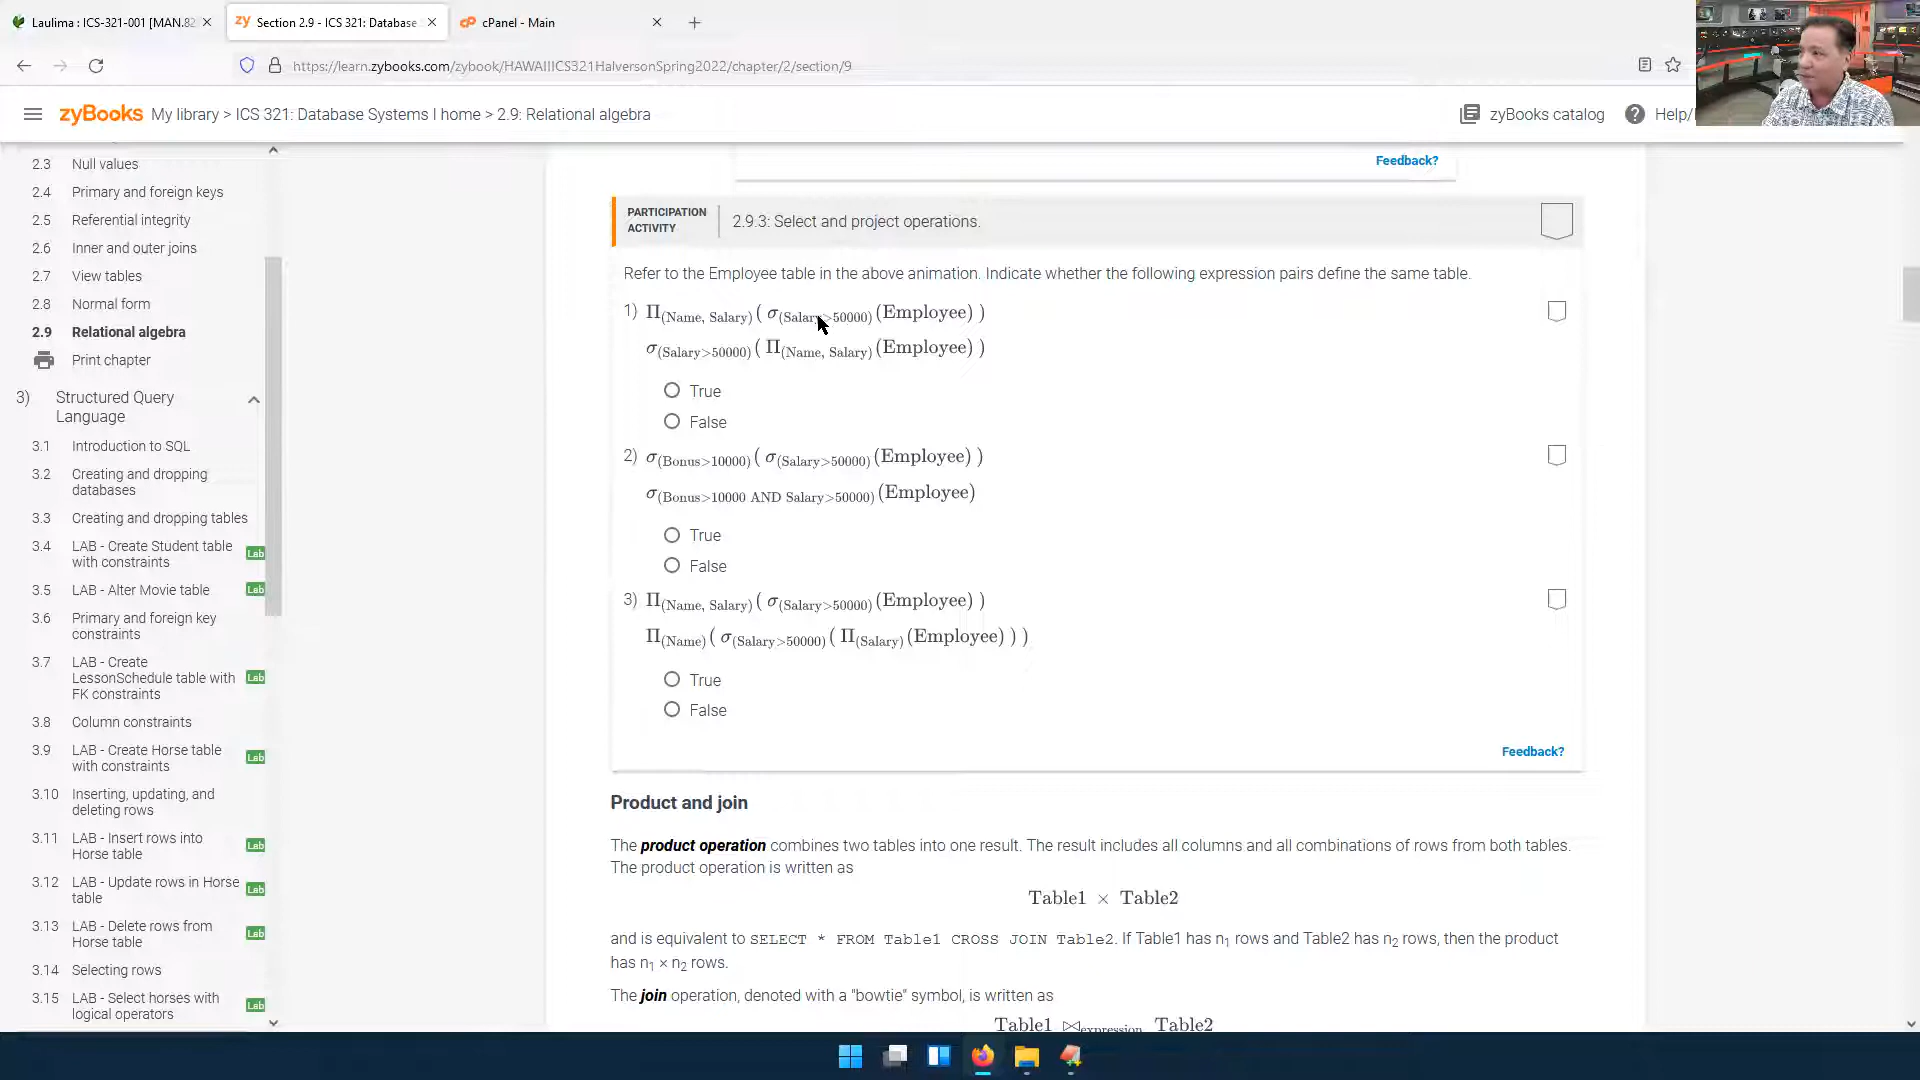 Laulima : ICS-321-001 [MAN.82
zy Section 2.9 - ICS 321: Database
cP cPanel - Main
https://learn.zybooks.com/zybook/HAWAIIICS321HalversonSpring2022/chapter/2/section/9
zyBooks My library > ICS 321: Database Systems I home > 2.9: Relational algebra
zyBooks catalog
Help/
2.3 Null values
2.4 Primary and foreign keys
2.5 Referential integrity
2.6 Inner and outer joins
2.7 View tables
2.8 Normal form
2.9 Relational algebra
Print chapter
3) Structured Query
Language
3.1 Introduction to SQL
3.2 Creating and dropping
databases
3.3 Creating and dropping tables
3.4 LAB - Create Student table
with constraints
Lab
3.5 LAB - Alter Movie table
Lab
3.6 Primary and foreign key
constraints
3.7 LAB - Create
LessonSchedule table with
FK constraints
Lab
3.8 Column constraints
3.9 LAB - Create Horse table
with constraints
Lab
3.10 Inserting, updating, and
deleting rows
3.11 LAB - Insert rows into
Horse table
Lab
3.12 LAB - Update rows in Horse
table
Lab
3.13 LAB - Delete rows from
Horse table
Lab
3.14 Selecting rows
3.15 LAB - Select horses with
logical operators
Lab
Feedback?
PARTICIPATION
ACTIVITY
2.9.3: Select and project operations.
Refer to the Employee table in the above animation. Indicate whether the following expression pairs define the same table.
1) Π(Name, Salary)( σ(Salary>50000)(Employee) )
σ(Salary>50000)( Π(Name, Salary)(Employee) )
True
False
2) σ(Bonus>10000)( σ(Salary>50000)(Employee) )
σ(Bonus>10000 AND Salary>50000)(Employee)
True
False
3) Π(Name, Salary)( σ(Salary>50000)(Employee) )
Π(Name)( σ(Salary>50000)( Π(Salary)(Employee) ) )
True
False
Feedback?
Product and join
The product operation combines two tables into one result. The result includes all columns and all combinations of rows from both tables.
The product operation is written as
Table1 × Table2
and is equivalent to SELECT * FROM Table1 CROSS JOIN Table2. If Table1 has n1 rows and Table2 has n2 rows, then the product
has n1 × n2 rows.
The join operation, denoted with a "bowtie" symbol, is written as
Table1 ⋈expression Table2